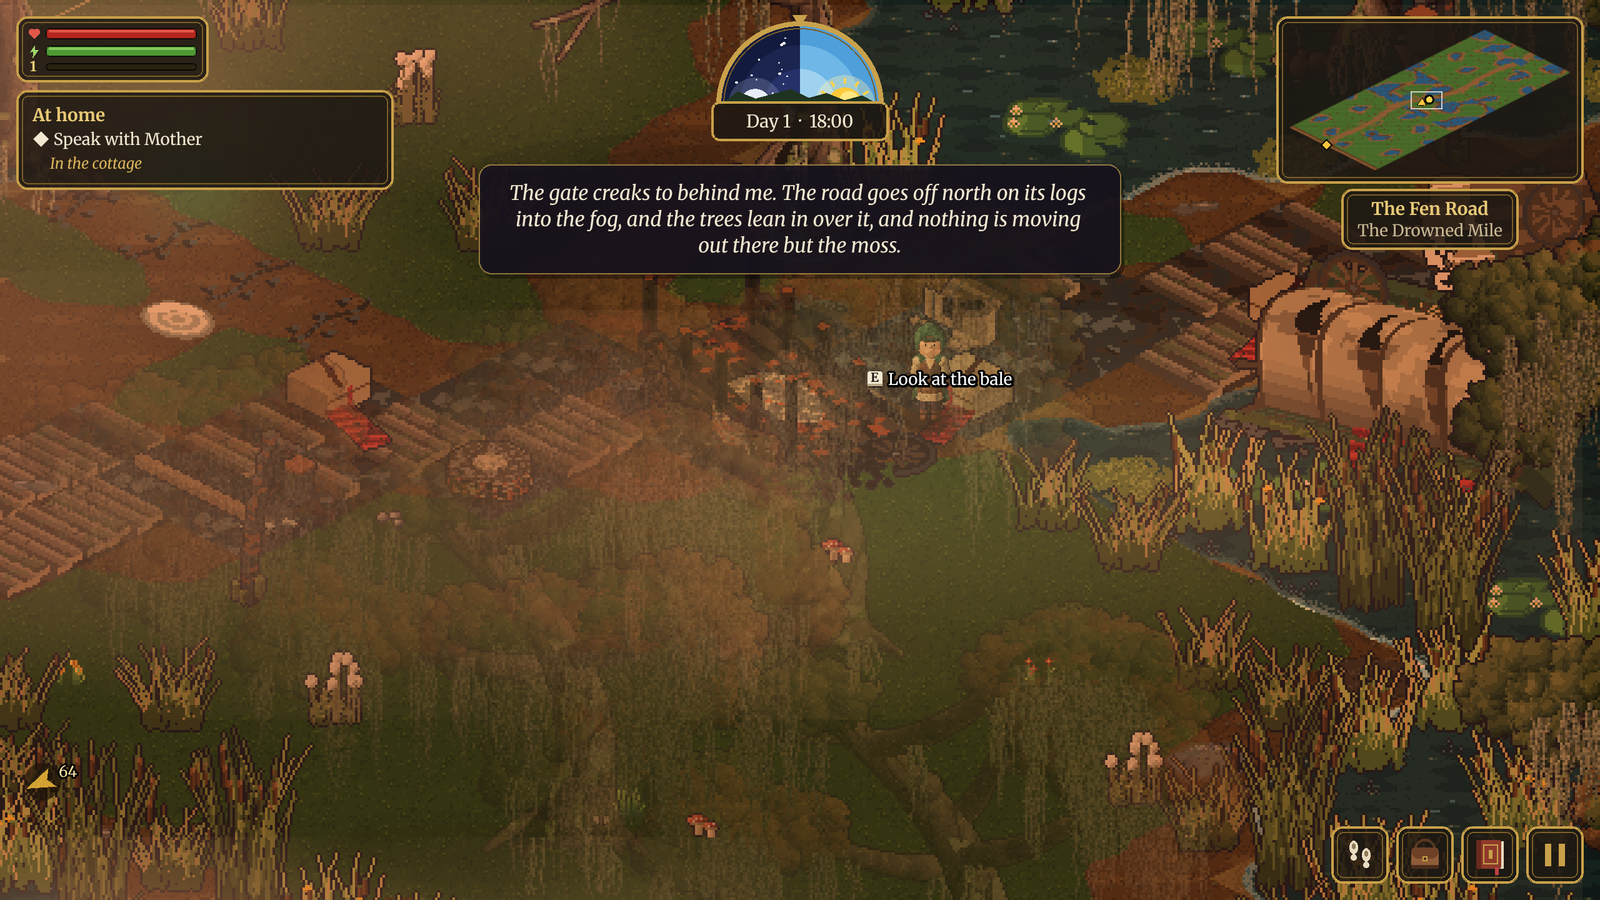 1
At home
Speak with Mother
In the cottage
Day 1 · 18:00
The gate creaks to behind me. The road goes off north on its logs
into the fog, and the trees lean in over it, and nothing is moving
out there but the moss.
The Fen Road
The Drowned Mile
E Look at the bale
64